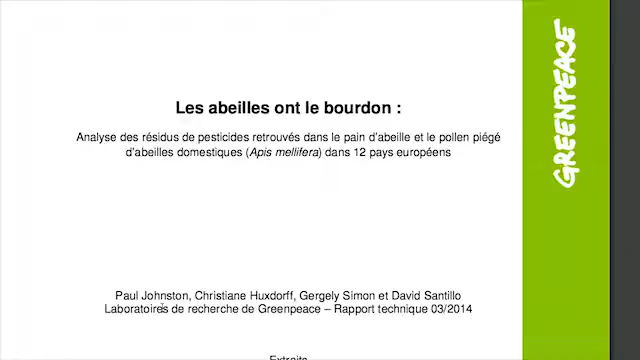 Les abeilles ont le bourdon :
Analyse des résidus de pesticides retrouvés dans le pain d'abeille et le pollen piégé
d'abeilles domestiques (Apis mellifera) dans 12 pays européens
Paul Johnston, Christiane Huxdorff, Gergely Simon et David Santillo
Laboratoires de recherche de Greenpeace – Rapport technique 03/2014
Extraits
GREENPEACE